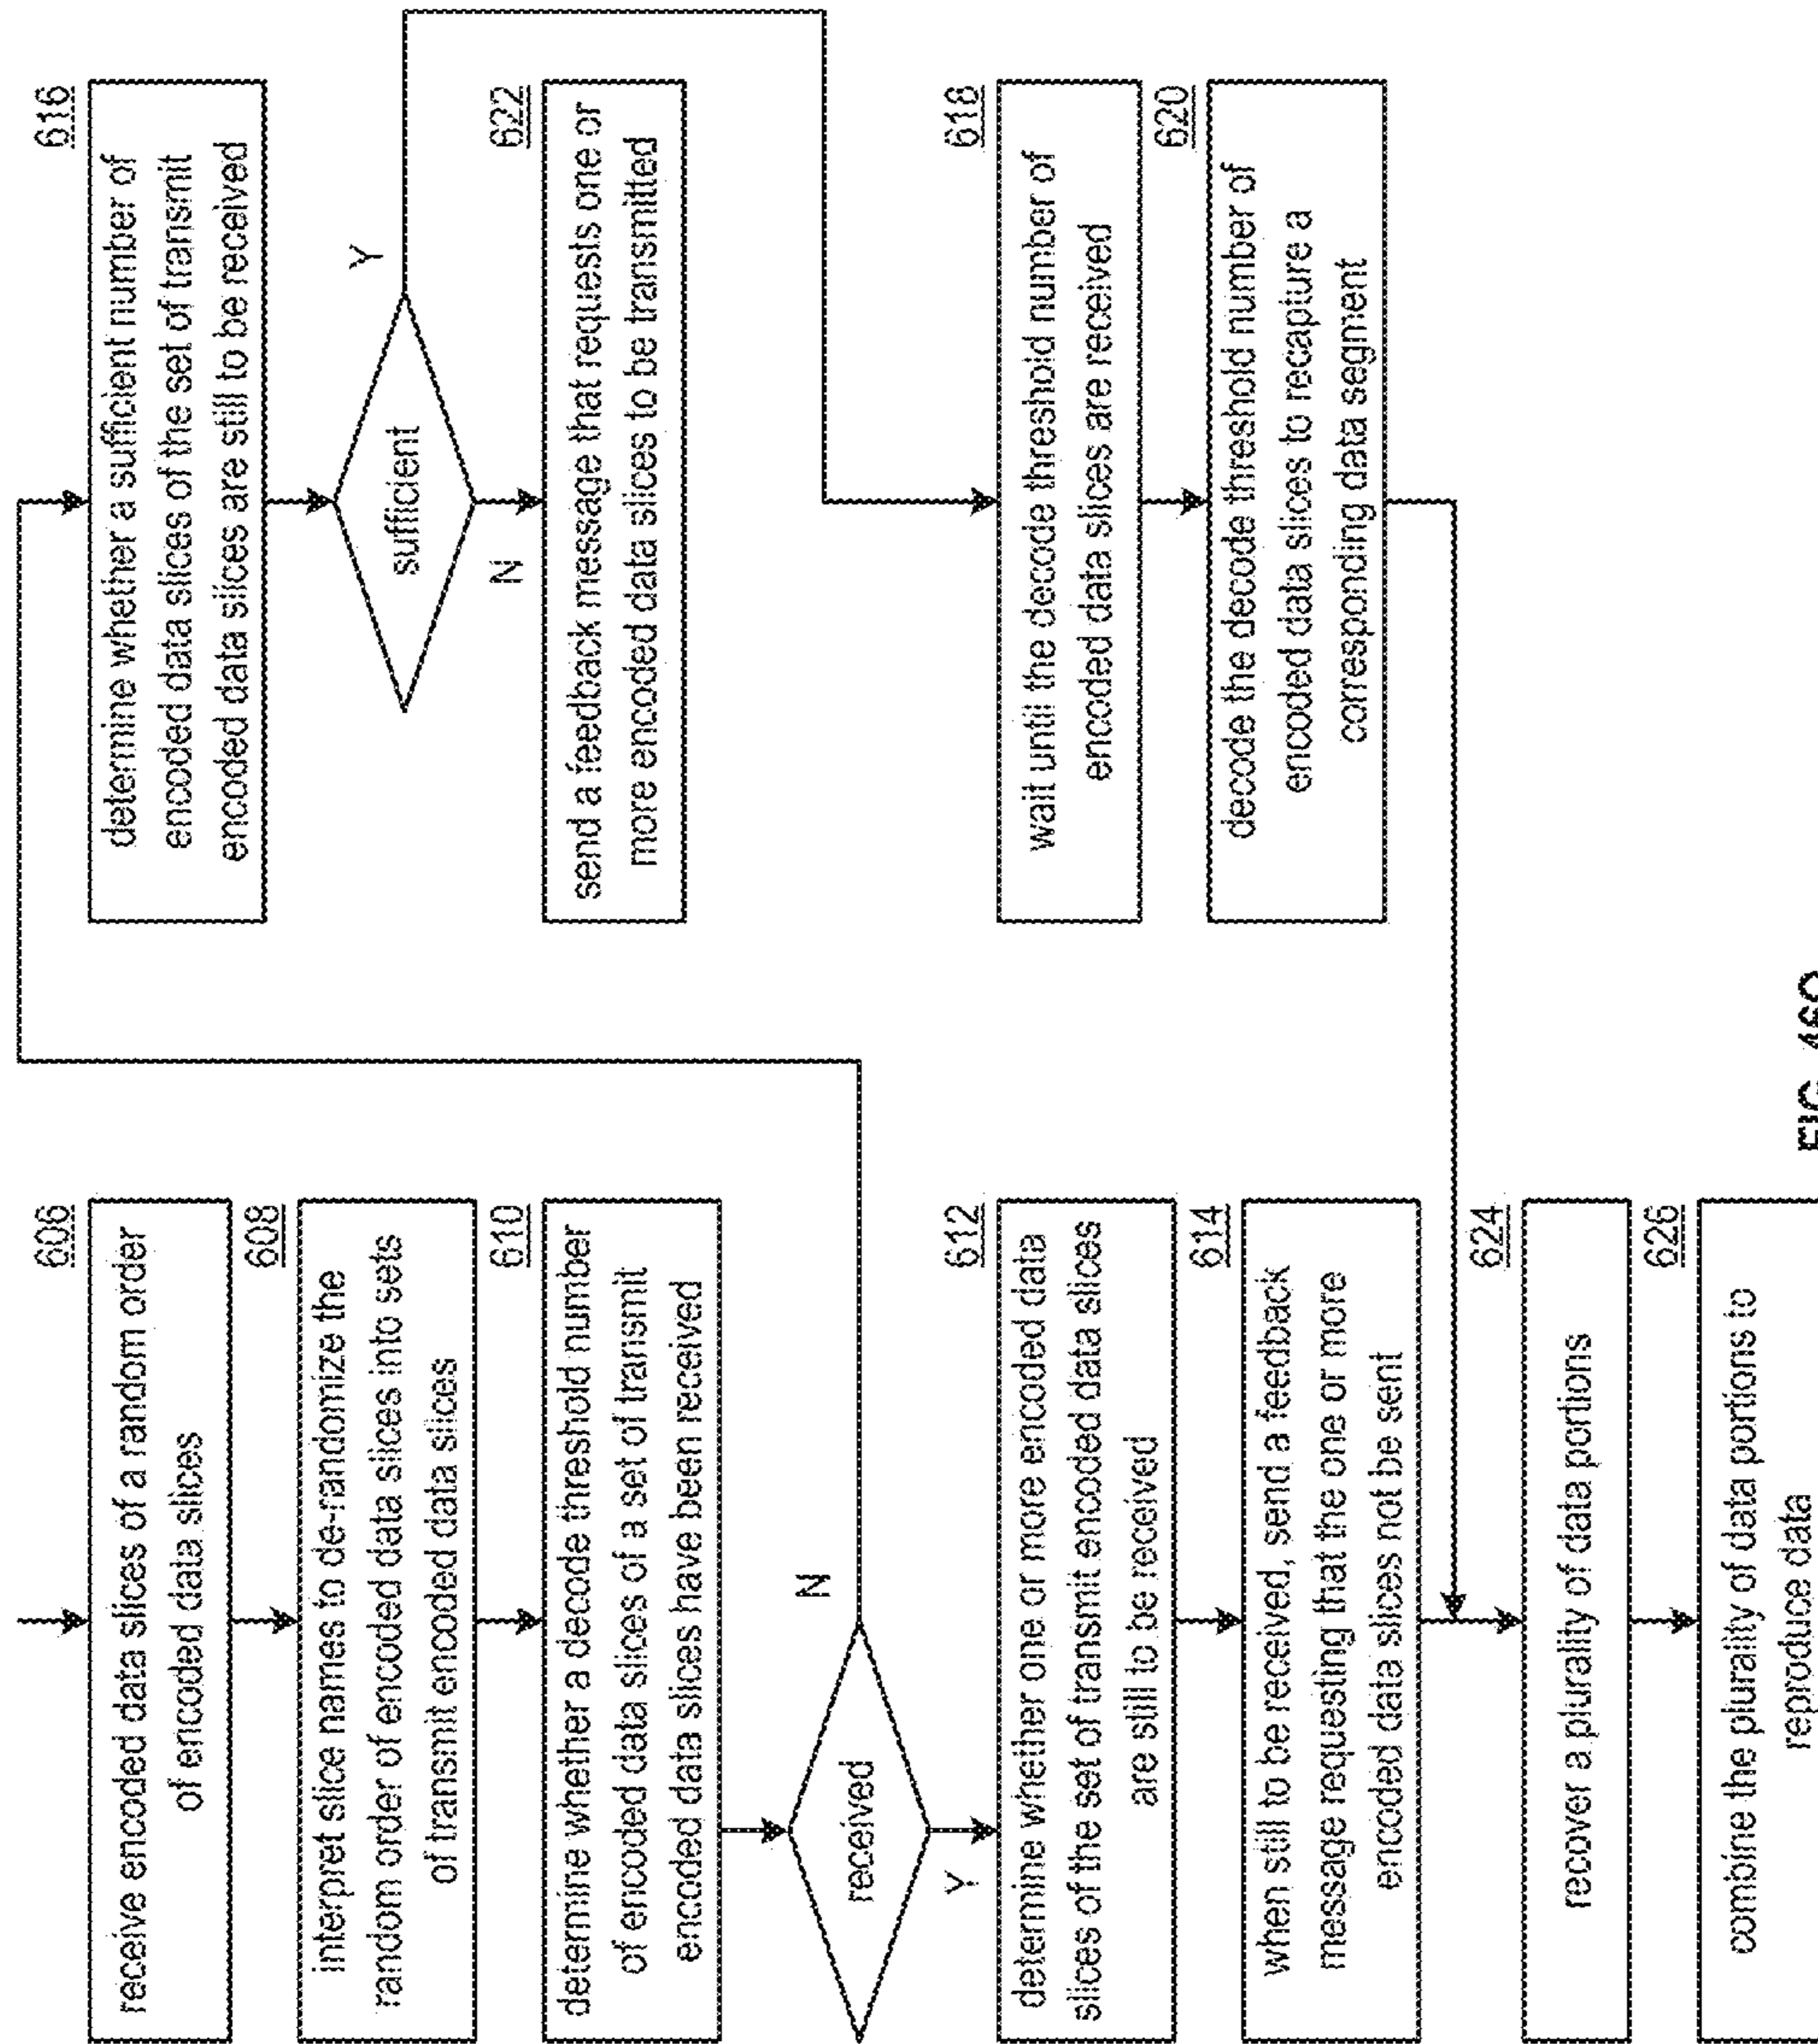 606
receive encoded data slices of a random order
of encoded data slices
608
interpret slice names to de-randomize the
random order of encoded data slices into sets
of transmit encoded data slices
610
determine whether a decode threshold number
of encoded data slices of a set of transmit
encoded data slices have been received
received
N
Y
612
determine whether one or more encoded data
slices of the set of transmit encoded data slices
are still to be received
614
when still to be received, send a feedback
message requesting that the one or more
encoded data slices not be sent
624
recover a plurality of data portions
626
combine the plurality of data portions to
reproduce data
616
determine whether a sufficient number of
encoded data slices of the set of transmit
encoded data slices are still to be received
sufficient
Y
N
622
send a feedback message that requests one or
more encoded data slices to be transmitted
618
wait until the decode threshold number of
encoded data slices are received
620
decode the decode threshold number of
encoded data slices to recapture a
corresponding data segment
FIG.